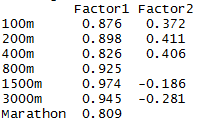 Factor1 Factor2
100m 0.876 0.372
200m 0.898 0.411
400m 0.826 0.406
800m 0.925
1500m 0.974 -0.186
3000m 0.945 -0.281
Marathon 0.809